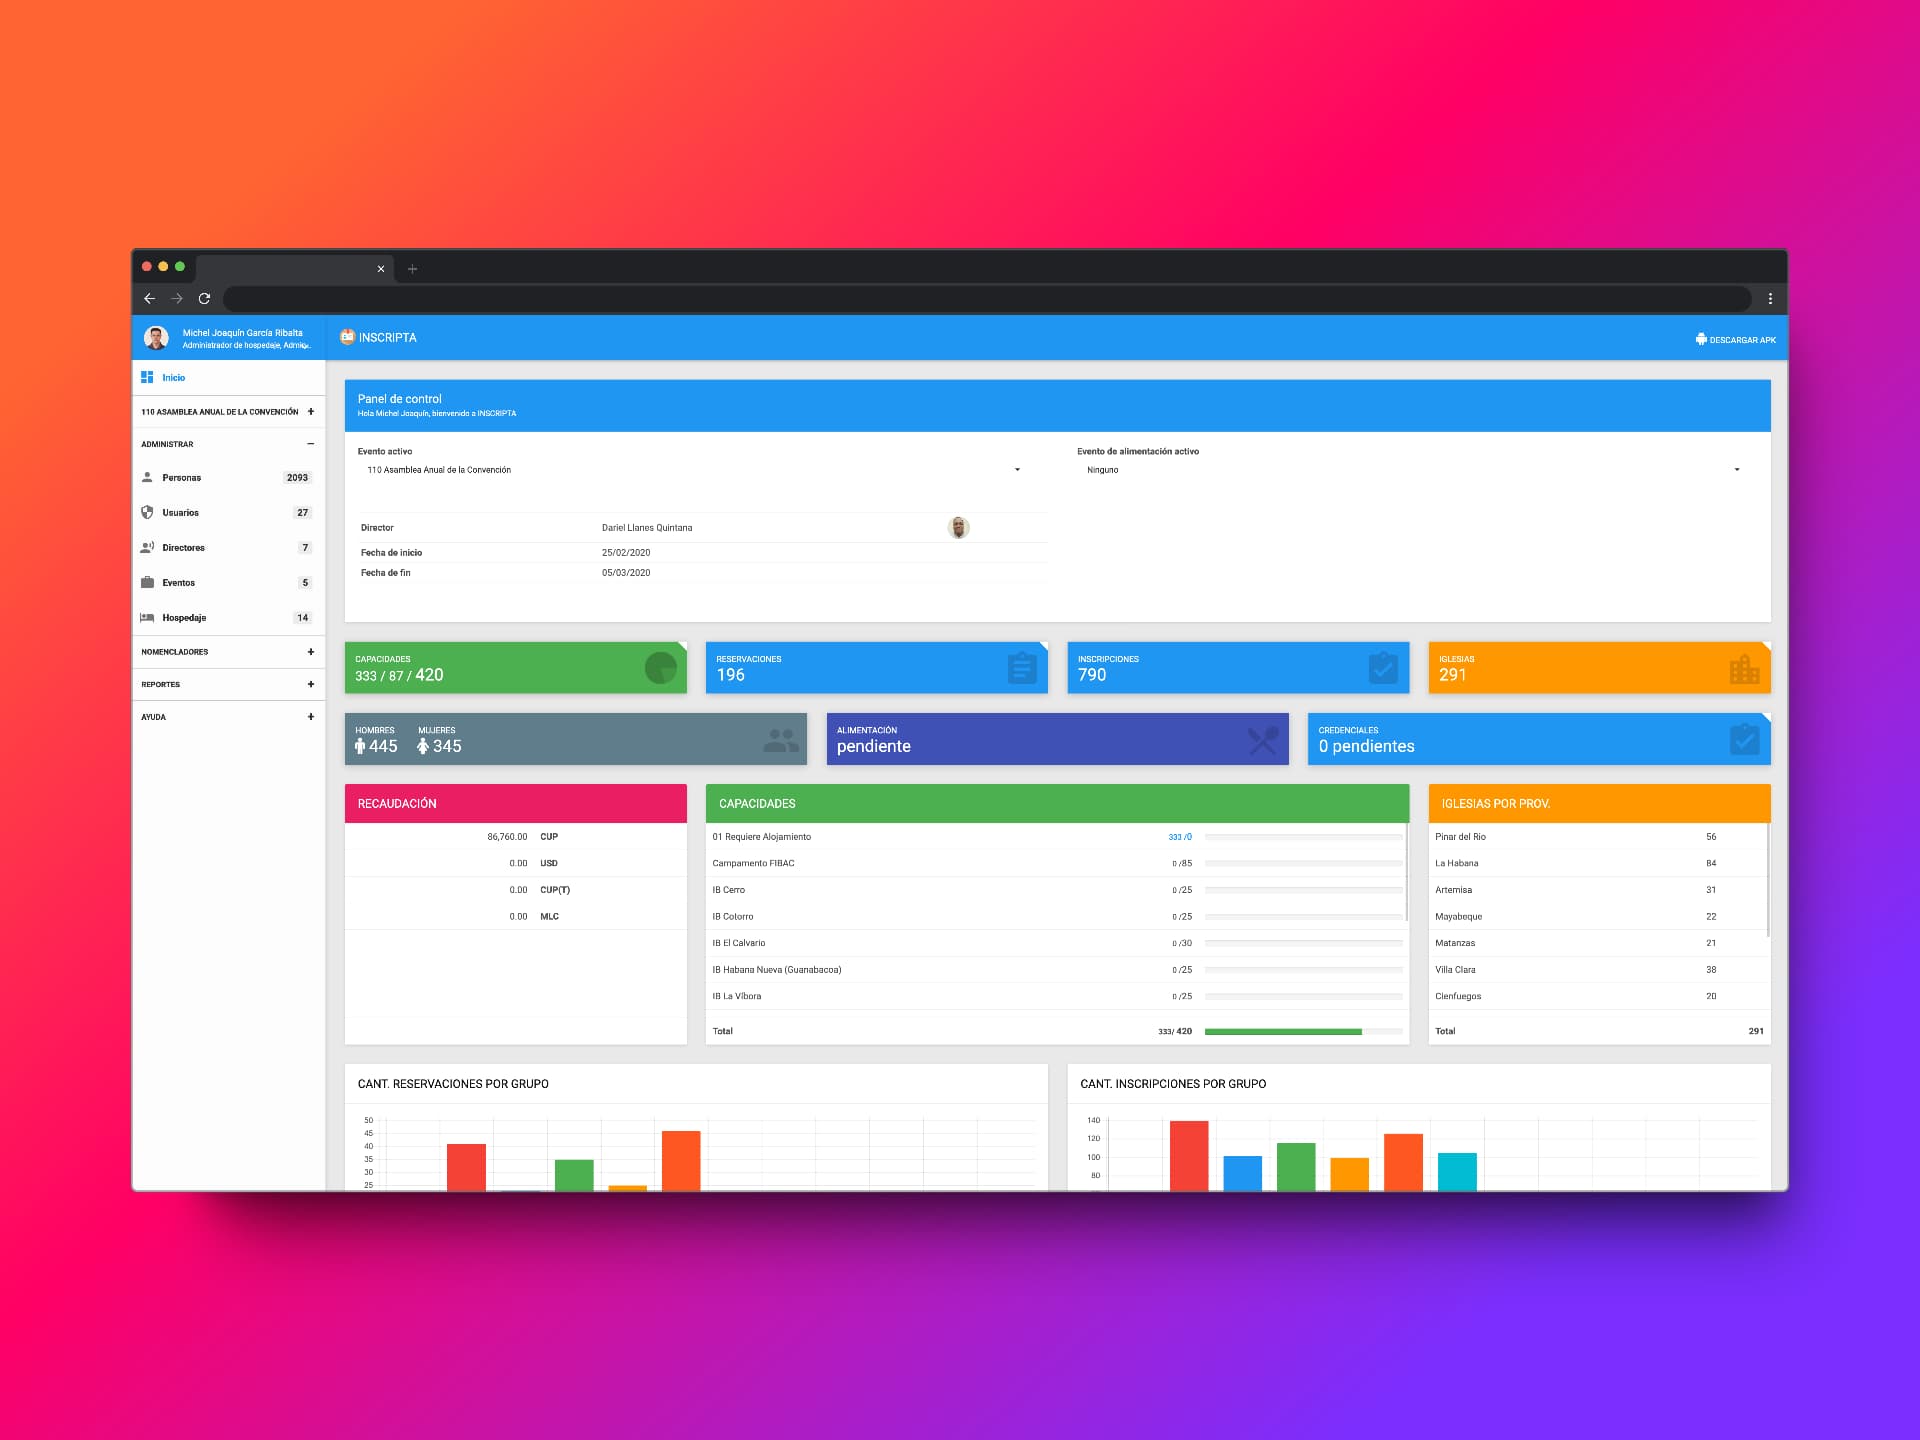 Michel Joaquín García Ribalta
Administrador de hospedaje, Admi...
INSCRIPTA
DESCARGAR APK
Inicio
110 ASAMBLEA ANUAL DE LA CONVENCIÓN +
ADMINISTRAR −
Personas 2093
Usuarios 27
Directores 7
Eventos 5
Hospedaje 14
NOMENCLADORES +
REPORTES +
AYUDA +
Panel de control
Hola Michel Joaquín, bienvenido a INSCRIPTA
Evento activo
110 Asamblea Anual de la Convención
Evento de alimentación activo
Ninguno
Director Dariel Llanes Quintana
Fecha de inicio 25/02/2020
Fecha de fin 05/03/2020
CAPACIDADES
333 / 87 / 420
RESERVACIONES
196
INSCRIPCIONES
790
IGLESIAS
291
HOMBRES MUJERES
445 345
ALIMENTACIÓN
pendiente
CREDENCIALES
0 pendientes
RECAUDACIÓN
86,760.00 CUP
0.00 USD
0.00 CUP(T)
0.00 MLC
CAPACIDADES
01 Requiere Alojamiento 333 /0
Campamento FIBAC 0 /85
IB Cerro 0 /25
IB Cotorro 0 /25
IB El Calvario 0 /30
IB Habana Nueva (Guanabacoa) 0 /25
IB La Víbora 0 /25
Total 333/ 420
IGLESIAS POR PROV.
Pinar del Río 56
La Habana 84
Artemisa 31
Mayabeque 22
Matanzas 21
Villa Clara 38
Cienfuegos 20
Total 291
CANT. RESERVACIONES POR GRUPO
50
45
40
35
30
25
CANT. INSCRIPCIONES POR GRUPO
140
120
100
80